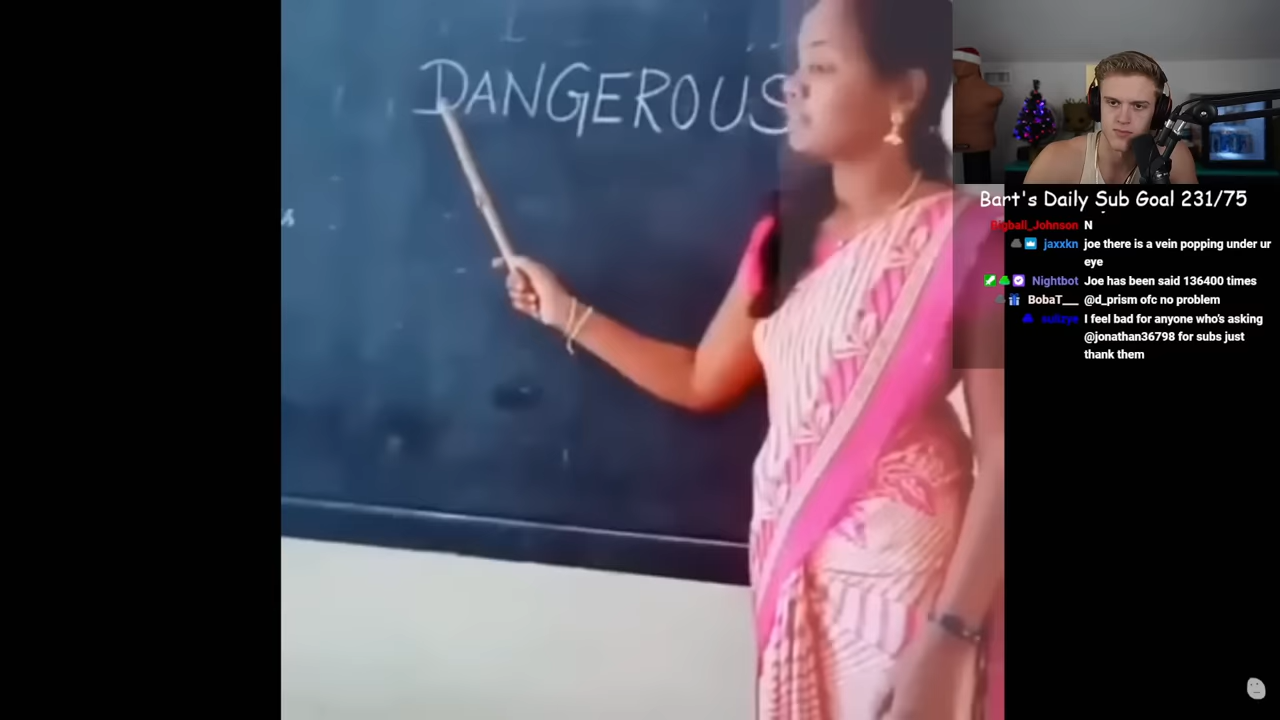 DANGEROUS
Bart's Daily Sub Goal 231/75
Bigball_Johnson N
jaxxkn joe there is a vein popping under ur
eye
Nightbot Joe has been said 136400 times
BobaT__ @d_prism ofc no problem
I feel bad for anyone who's asking
@jonathan36798 for subs just
thank them